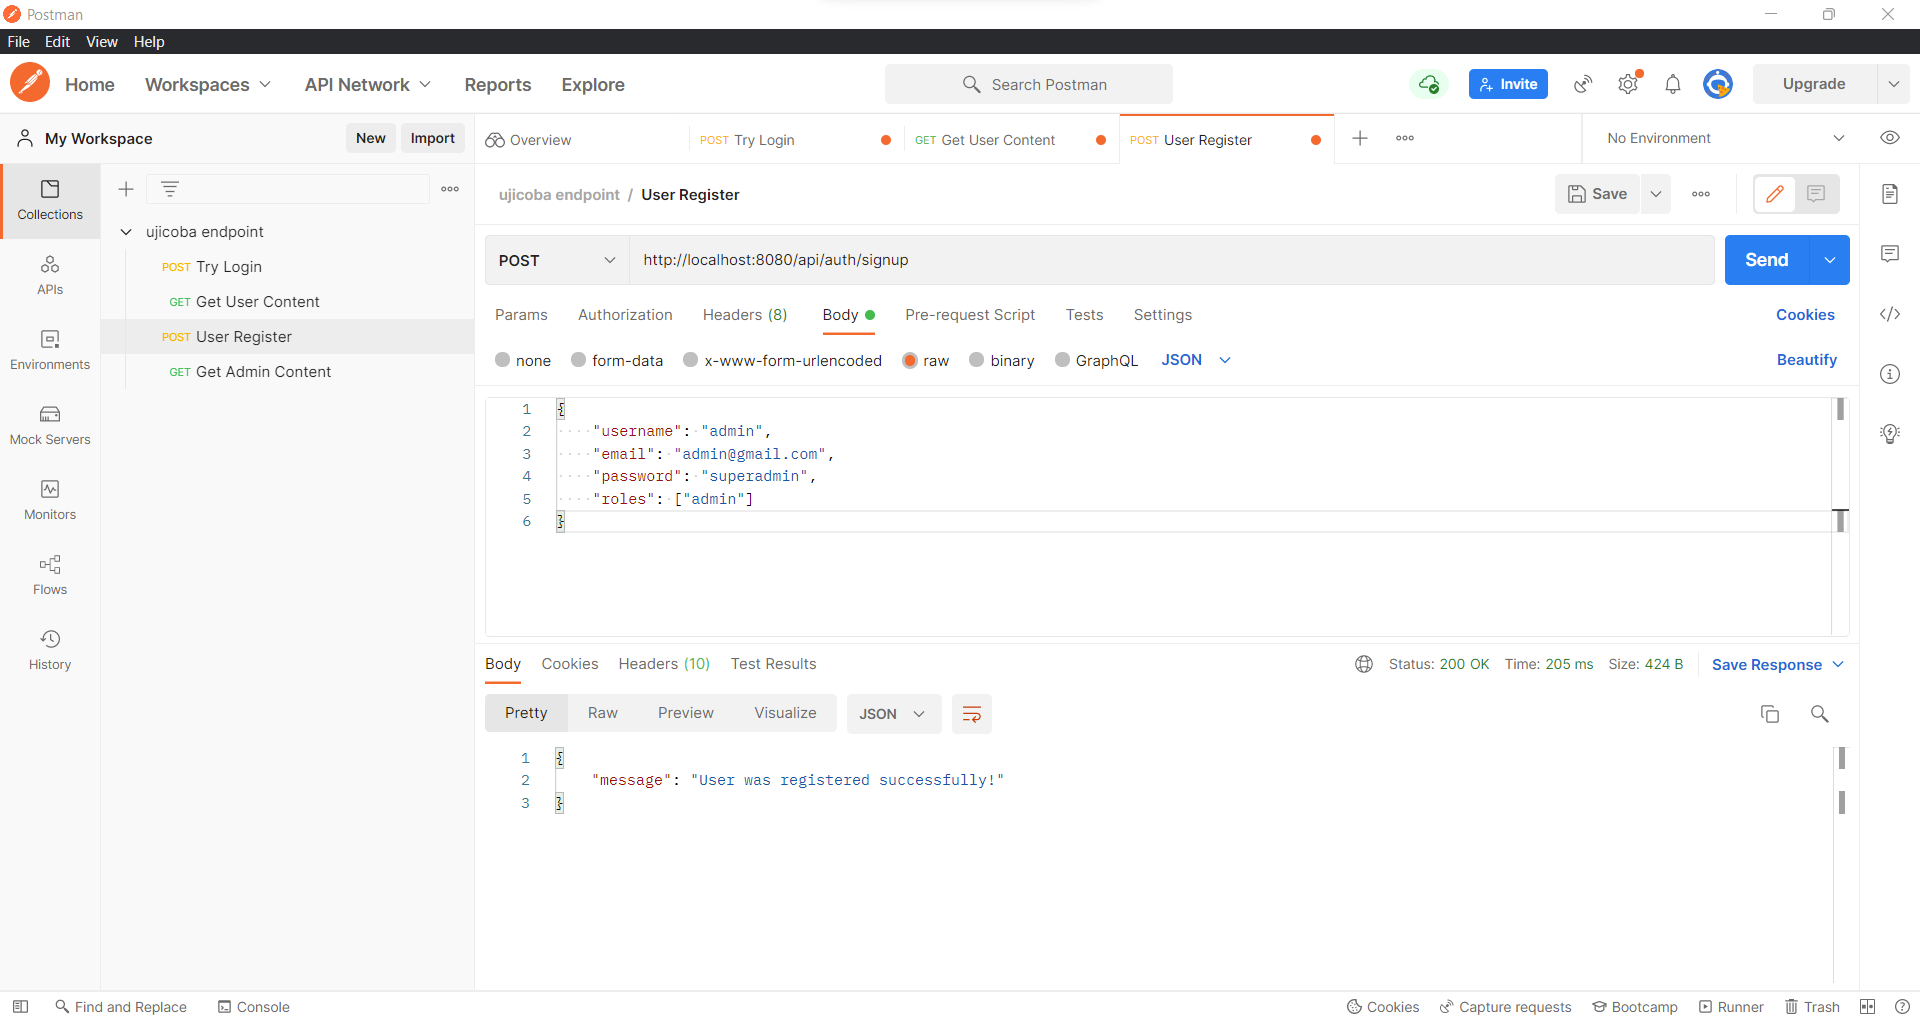 Postman
File Edit View Help
Home Workspaces API Network Reports Explore Search Postman Invite Upgrade
My Workspace New Import Overview POST Try Login GET Get User Content POST User Register No Environment
Collections
APIs
Environments
Mock Servers
Monitors
Flows
History
ujicoba endpoint
POST Try Login
GET Get User Content
POST User Register
GET Get Admin Content
ujicoba endpoint / User Register Save
POST http://localhost:8080/api/auth/signup Send
Params Authorization Headers (8) Body Pre-request Script Tests Settings Cookies
none form-data x-www-form-urlencoded raw binary GraphQL JSON Beautify
1 {
2 "username": "admin",
3 "email": "admin@gmail.com",
4 "password": "superadmin",
5 "roles": ["admin"]
6 }
Body Cookies Headers (10) Test Results Status: 200 OK Time: 205 ms Size: 424 B Save Response
Pretty Raw Preview Visualize JSON
1 {
2 "message": "User was registered successfully!"
3 }
Find and Replace Console Cookies Capture requests Bootcamp Runner Trash